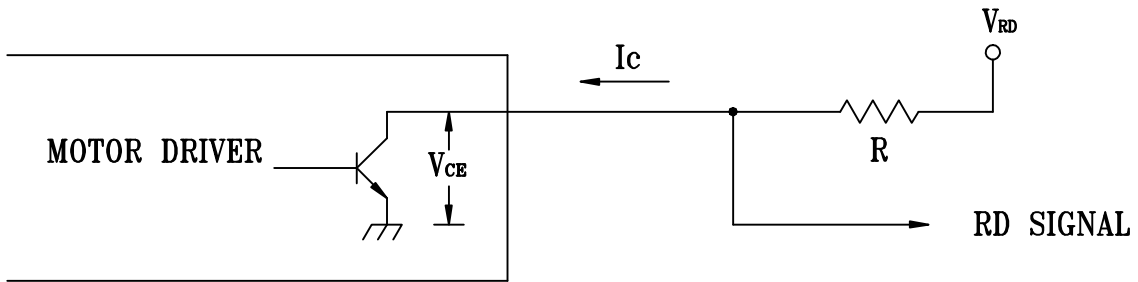 V_RD
Ic
MOTOR DRIVER
V_CE
R
RD SIGNAL